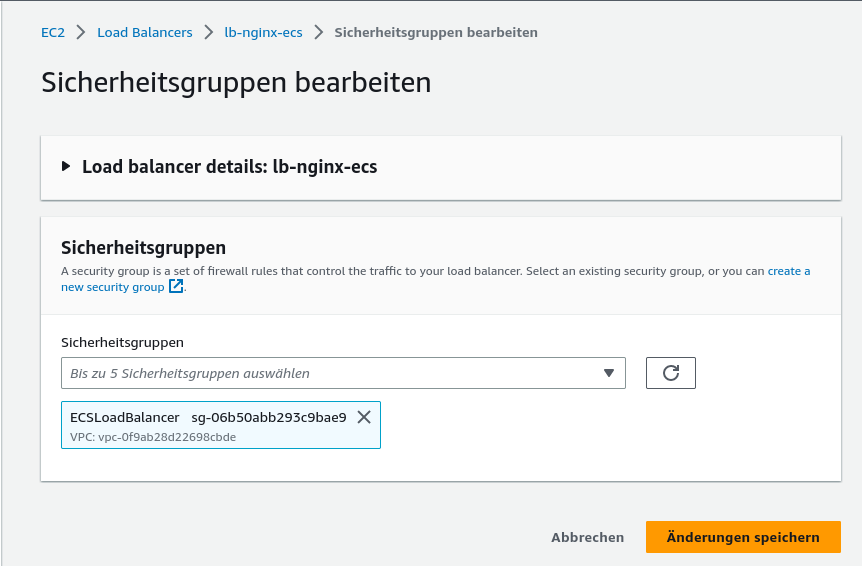 EC2 > Load Balancers > lb-nginx-ecs > Sicherheitsgruppen bearbeiten
Sicherheitsgruppen bearbeiten
Load balancer details: lb-nginx-ecs
Sicherheitsgruppen
A security group is a set of firewall rules that control the traffic to your load balancer. Select an existing security group, or you can create a
new security group.
Sicherheitsgruppen
Bis zu 5 Sicherheitsgruppen auswählen
ECSLoadBalancer sg-06b50abb293c9bae9
VPC: vpc-0f9ab28d22698cbde
Abbrechen Änderungen speichern